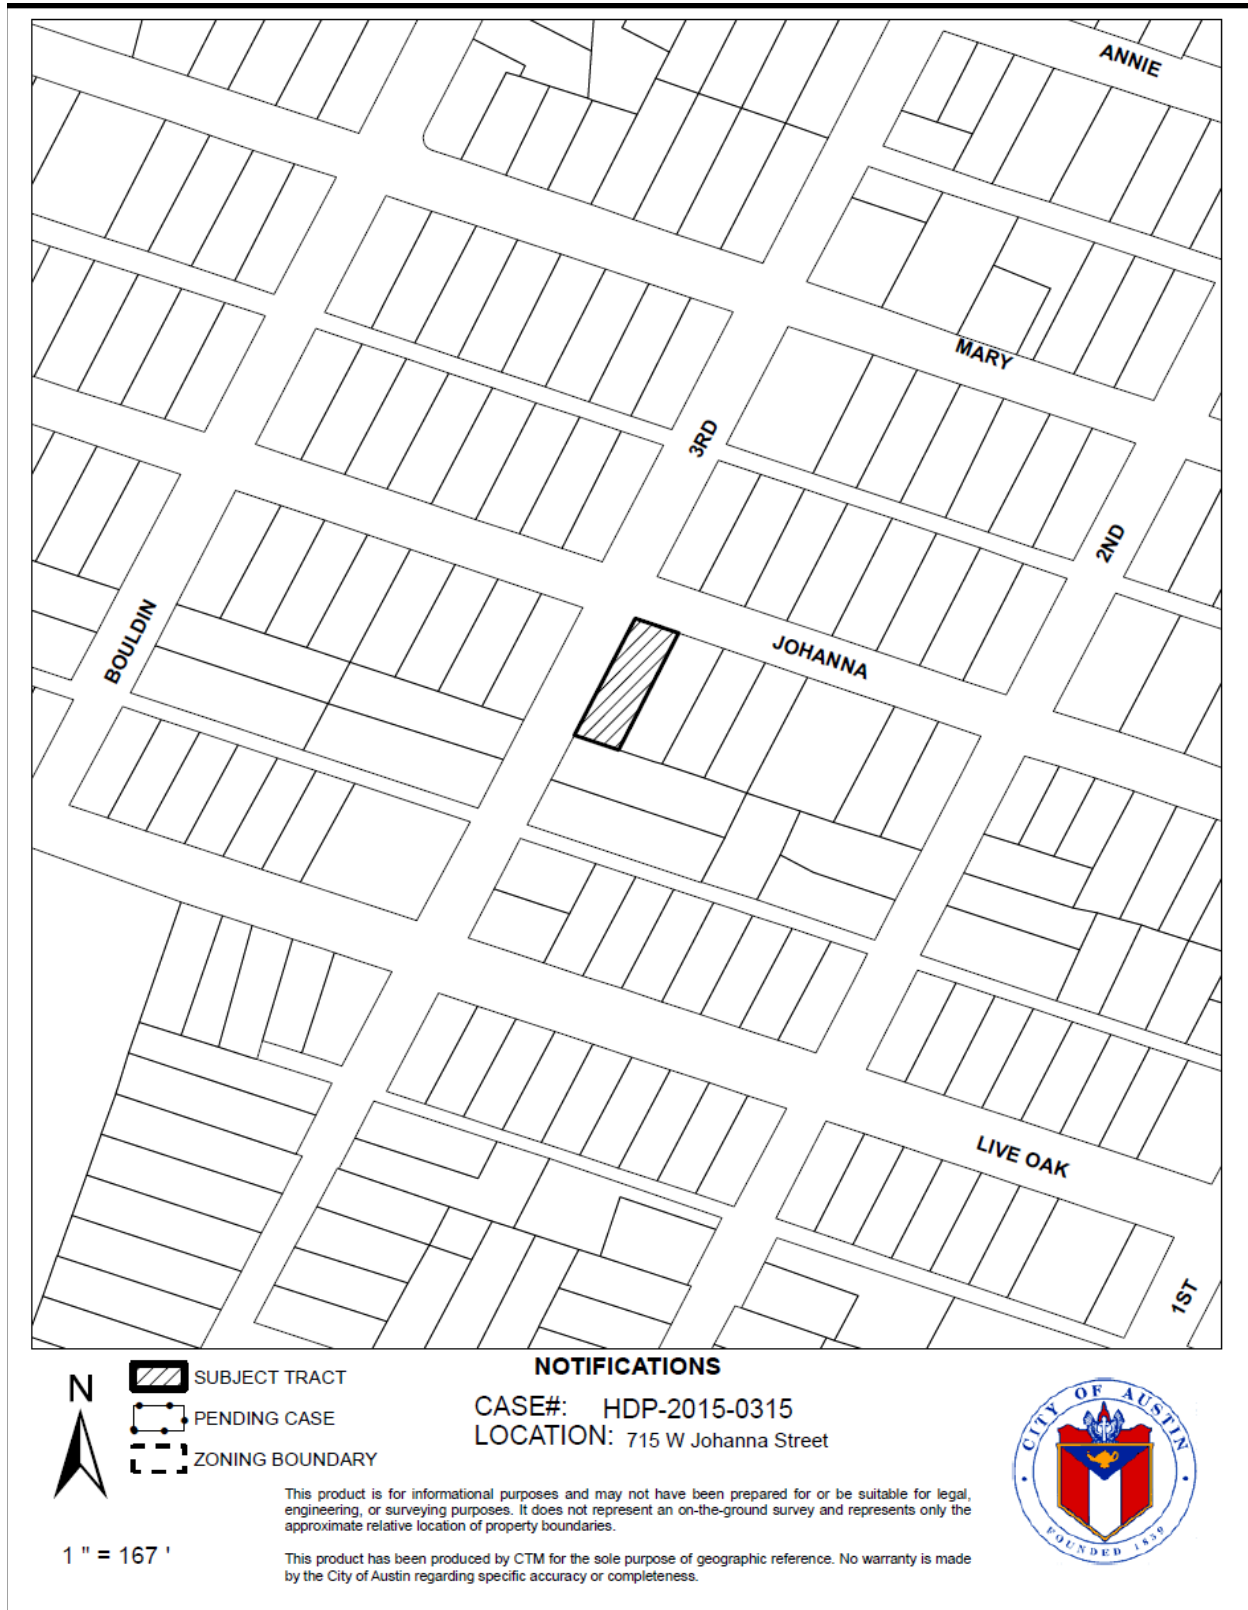 ANNIE
MARY
3RD
2ND
BOULDIN
JOHANNA
LIVE OAK
1ST
N
SUBJECT TRACT
PENDING CASE
ZONING BOUNDARY
1 " = 167 '
NOTIFICATIONS
CASE#: HDP-2015-0315
LOCATION: 715 W Johanna Street
This product is for informational purposes and may not have been prepared for or be suitable for legal,
engineering, or surveying purposes. It does not represent an on-the-ground survey and represents only the
approximate relative location of property boundaries.
This product has been produced by CTM for the sole purpose of geographic reference. No warranty is made
by the City of Austin regarding specific accuracy or completeness.
CITY OF AUSTIN
FOUNDED 1839